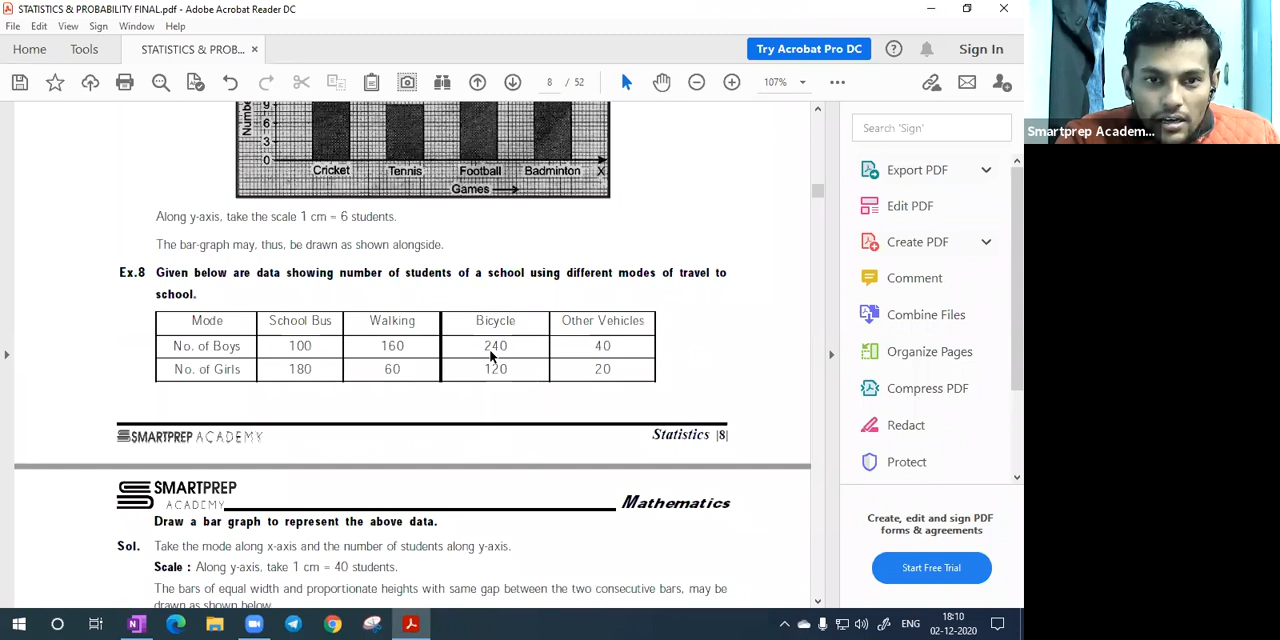 STATISTICS & PROBABILITY FINAL.pdf - Adobe Acrobat Reader DC
File Edit View Sign Window Help
Home Tools STATISTICS & PROB... × Try Acrobat Pro DC Sign In
8 / 52 107%
Smartprep Academ...
Number
9
6
3
0
Cricket Tennis Football Badminton X
Games
Along y-axis, take the scale 1 cm = 6 students.
The bar-graph may, thus, be drawn as shown alongside.
Ex.8 Given below are data showing number of students of a school using different modes of travel to
school.
Mode School Bus Walking Bicycle Other Vehicles
No. of Boys 100 160 240 40
No. of Girls 180 60 120 20
SMARTPREP ACADEMY Statistics |8|
SMARTPREP
ACADEMY Mathematics
Draw a bar graph to represent the above data.
Sol. Take the mode along x-axis and the number of students along y-axis.
Scale : Along y-axis, take 1 cm = 40 students.
The bars of equal width and proportionate heights with same gap between the two consecutive bars, may be
drawn as shown below.
Search 'Sign'
Export PDF
Edit PDF
Create PDF
Comment
Combine Files
Organize Pages
Compress PDF
Redact
Protect
Create, edit and sign PDF
forms & agreements
Start Free Trial
ENG
18:10
02-12-2020